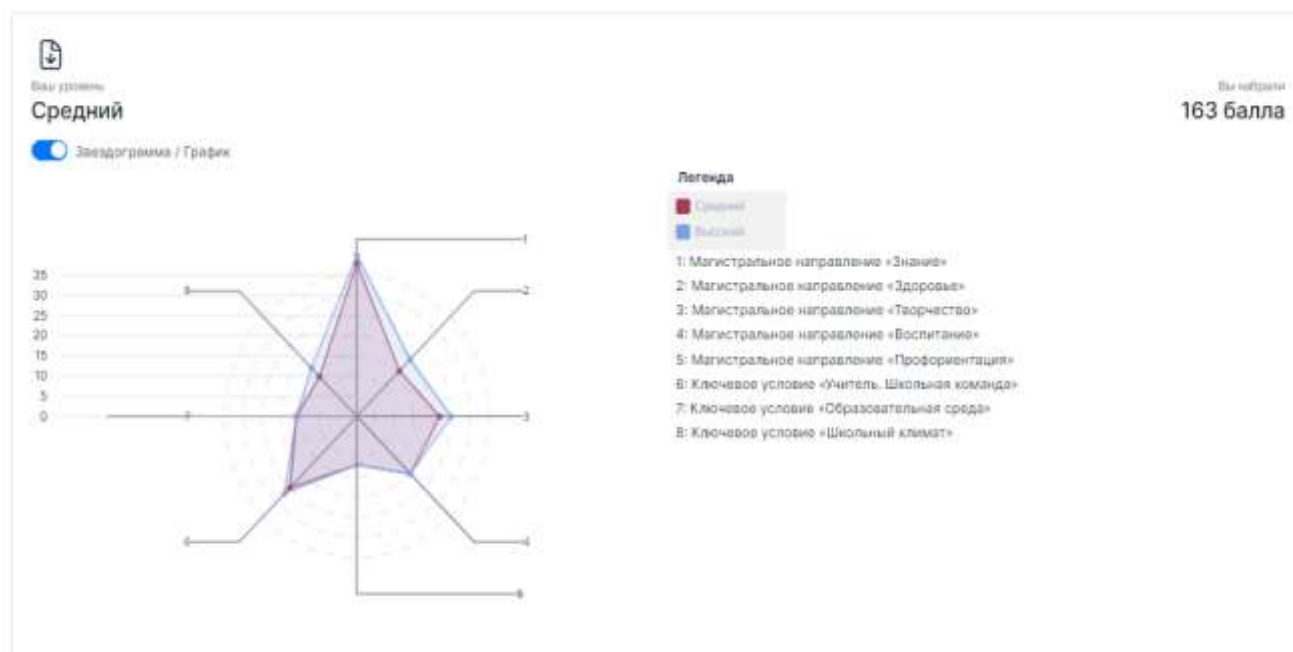 Ваш уровень
Средний
Вы набрали
163 балла
Звездограмма / График
Легенда
Средний
Высокий
1: Магистральное направление «Знание»
2: Магистральное направление «Здоровье»
3: Магистральное направление «Творчество»
4: Магистральное направление «Воспитание»
5: Магистральное направление «Профориентация»
6: Ключевое условие «Учитель. Школьная команда»
7: Ключевое условие «Образовательная среда»
8: Ключевое условие «Школьный климат»
35
30
25
20
15
10
5
0
1
2
3
7
8